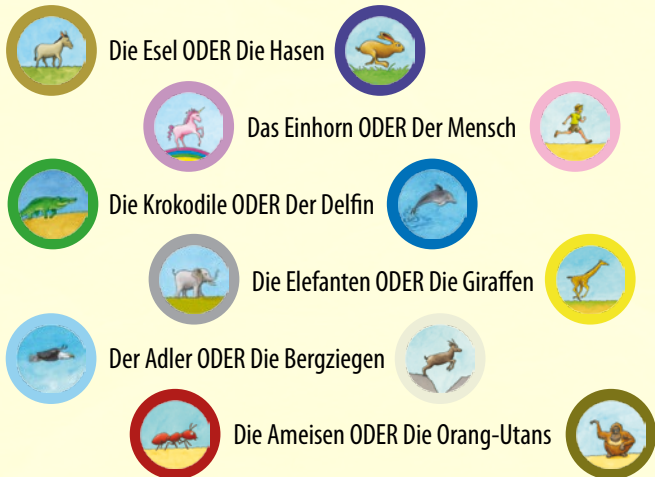 Die Esel ODER Die Hasen
Das Einhorn ODER Der Mensch
Die Krokodile ODER Der Delfin
Die Elefanten ODER Die Giraffen
Der Adler ODER Die Bergziegen
Die Ameisen ODER Die Orang-Utans